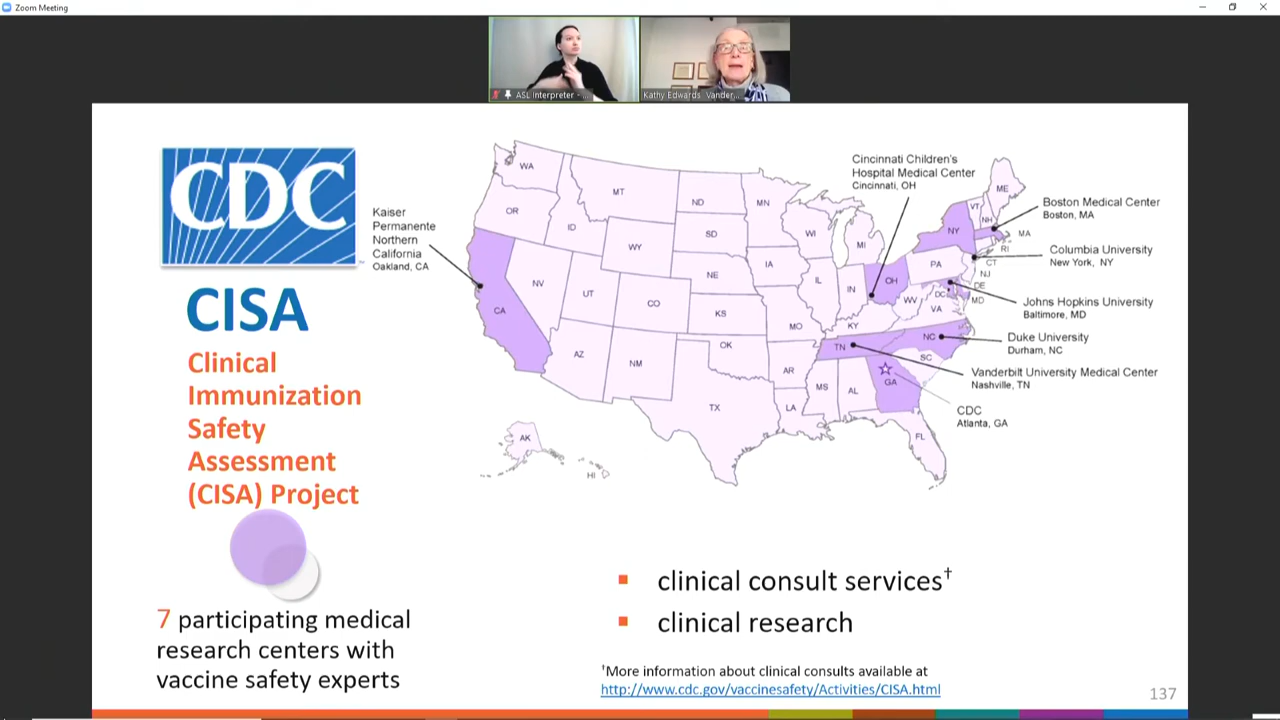 Zoom Meeting
ASL Interpreter - ...
Kathy Edwards Vander...
CDC
CISA
Clinical
Immunization
Safety
Assessment
(CISA) Project
7 participating medical
research centers with
vaccine safety experts
Kaiser
Permanente
Northern
California
Oakland, CA
Cincinnati Children's
Hospital Medical Center
Cincinnati, OH
Boston Medical Center
Boston, MA
Columbia University
New York, NY
Johns Hopkins University
Baltimore, MD
Duke University
Durham, NC
Vanderbilt University Medical Center
Nashville, TN
CDC
Atlanta, GA
WA
MT
ND
MN
ME
VT
NH
OR
ID
SD
WI
MI
NY
MA
RI
WY
IA
PA
CT
NJ
NV
NE
IL
IN
OH
DE
UT
CO
WV
DC
MD
CA
KS
MO
KY
VA
AZ
NM
OK
TN
NC
AR
SC
MS
AL
GA
TX
LA
FL
AK
HI
▪ clinical consult services†
▪ clinical research
†More information about clinical consults available at
http://www.cdc.gov/vaccinesafety/Activities/CISA.html
137